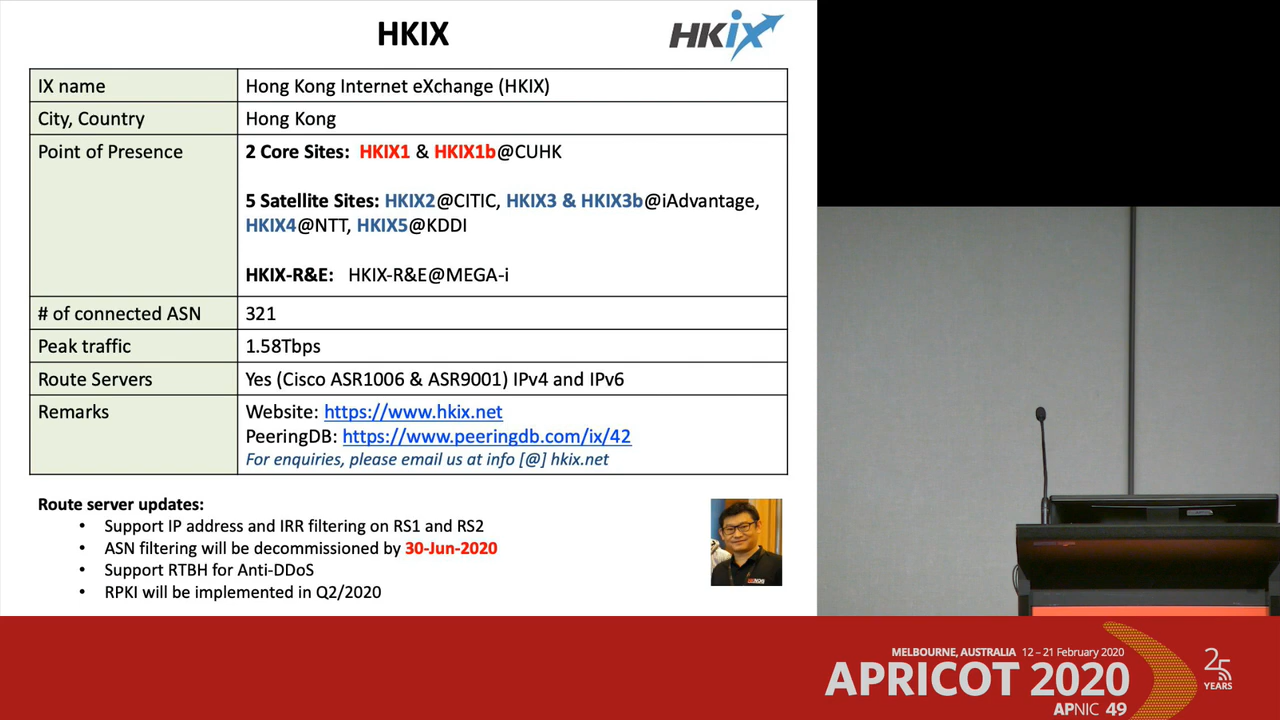 HKIX
HKiX
IX name
Hong Kong Internet eXchange (HKIX)
City, Country
Hong Kong
Point of Presence
2 Core Sites: HKIX1 & HKIX1b@CUHK
5 Satellite Sites: HKIX2@CITIC, HKIX3 & HKIX3b@iAdvantage,
HKIX4@NTT, HKIX5@KDDI
HKIX-R&E: HKIX-R&E@MEGA-i
# of connected ASN
321
Peak traffic
1.58Tbps
Route Servers
Yes (Cisco ASR1006 & ASR9001) IPv4 and IPv6
Remarks
Website: https://www.hkix.net
PeeringDB: https://www.peeringdb.com/ix/42
For enquiries, please email us at info [@] hkix.net
Route server updates:
• Support IP address and IRR filtering on RS1 and RS2
• ASN filtering will be decommissioned by 30-Jun-2020
• Support RTBH for Anti-DDoS
• RPKI will be implemented in Q2/2020
MELBOURNE, AUSTRALIA 12 – 21 February 2020
APRICOT 2020
APNIC 49
25
YEARS